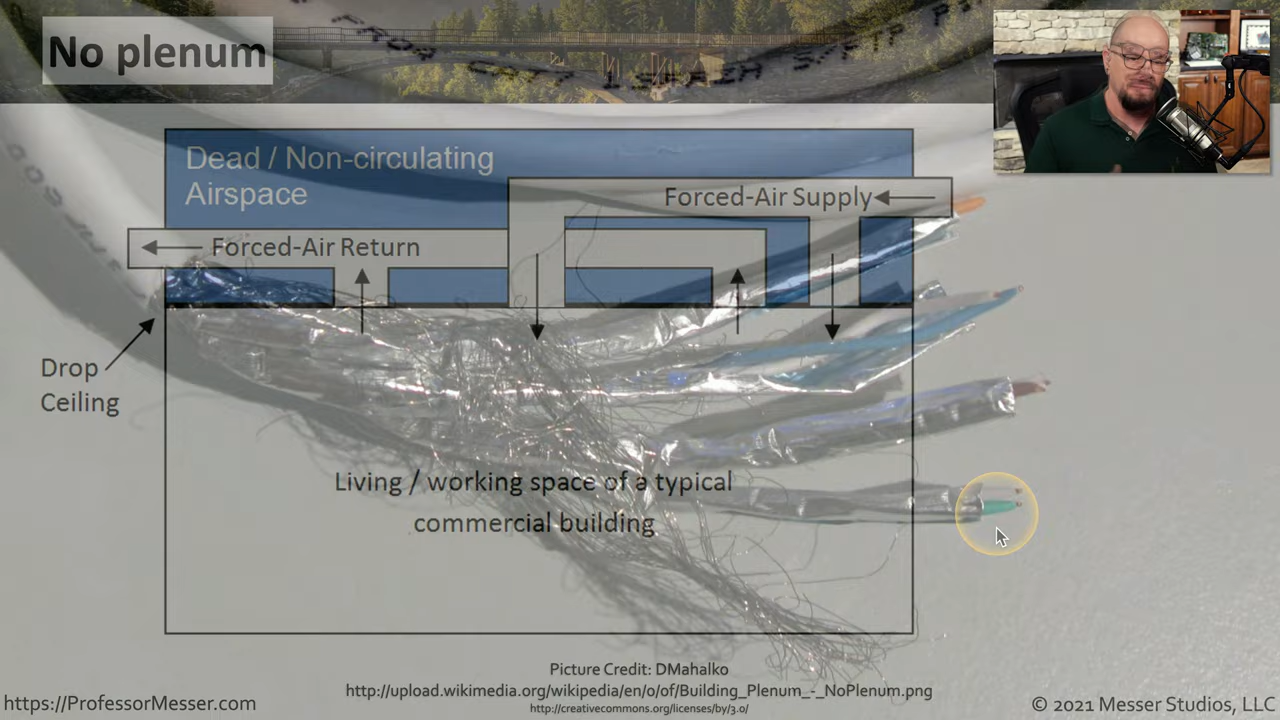 No plenum
Dead / Non-circulating
Airspace
Forced-Air Supply
Forced-Air Return
Drop
Ceiling
Living / working space of a typical
commercial building
Picture Credit: DMahalko
http://upload.wikimedia.org/wikipedia/en/o/of/Building_Plenum_-_NoPlenum.png
http://creativecommons.org/licenses/by/3.0/
https://ProfessorMesser.com
© 2021 Messer Studios, LLC